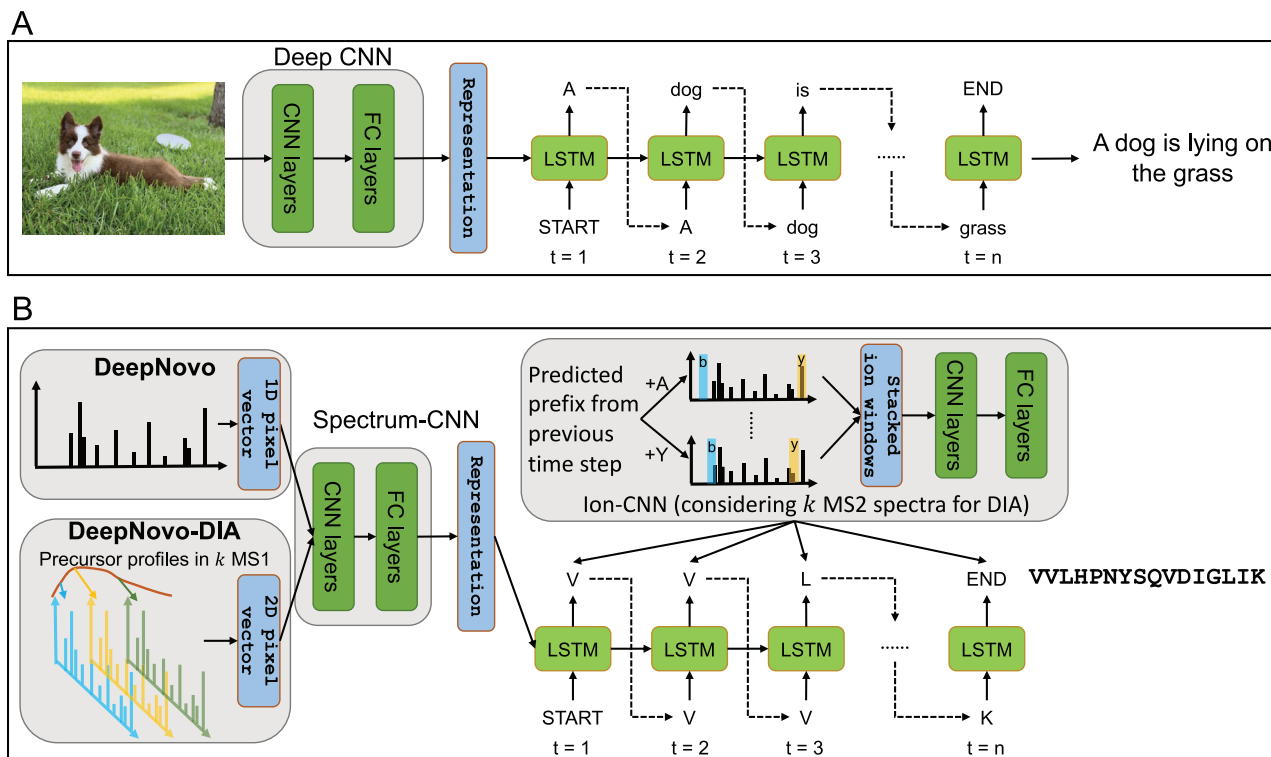 A
Deep CNN
CNN layers
FC layers
Representation
A
dog
is
END
LSTM
LSTM
LSTM
......
LSTM
START
A
dog
grass
t = 1
t = 2
t = 3
t = n
A dog is lying on
the grass
B
DeepNovo
1D pixel
vector
DeepNovo-DIA
Precursor profiles in k MS1
2D pixel
vector
Spectrum-CNN
CNN layers
FC layers
Representation
Predicted
prefix from
previous
time step
+A
+Y
b
y
......
b
y
Stacked
ion windows
CNN layers
FC layers
Ion-CNN (considering k MS2 spectra for DIA)
V
V
L
END
VVLHPNYSQVDIGLIK
LSTM
LSTM
LSTM
......
LSTM
START
V
V
K
t = 1
t = 2
t = 3
t = n